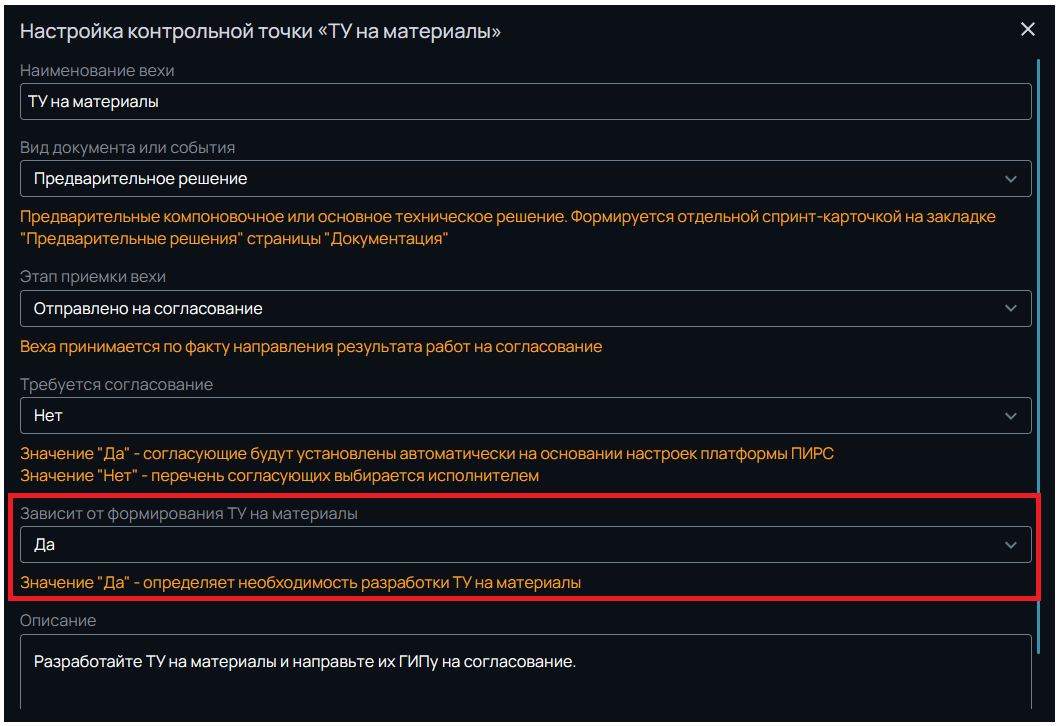 Настройка контрольной точки «ТУ на материалы»
Наименование вехи
ТУ на материалы
Вид документа или события
Предварительное решение
Предварительные компоновочное или основное техническое решение. Формируется отдельной спринт-карточкой на закладке
"Предварительные решения" страницы "Документация"
Этап приемки вехи
Отправлено на согласование
Веха принимается по факту направления результата работ на согласование
Требуется согласование
Нет
Значение "Да" - согласующие будут установлены автоматически на основании настроек платформы ПИРС
Значение "Нет" - перечень согласующих выбирается исполнителем
Зависит от формирования ТУ на материалы
Да
Значение "Да" - определяет необходимость разработки ТУ на материалы
Описание
Разработайте ТУ на материалы и направьте их ГИПу на согласование.